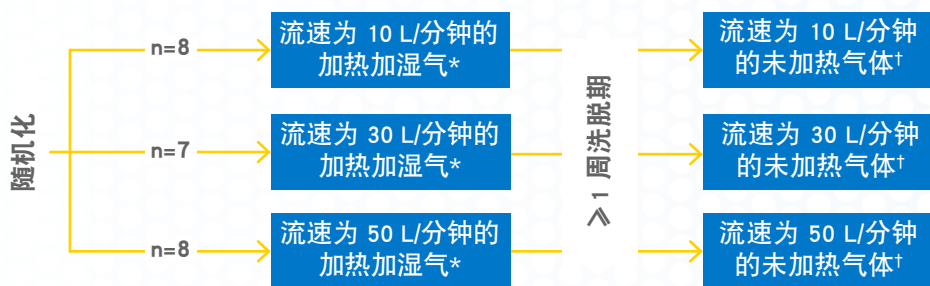 随机化
n=8
流速为 10 L/分钟的
加热加湿气*
n=7
流速为 30 L/分钟的
加热加湿气*
n=8
流速为 50 L/分钟的
加热加湿气*
≥1 周洗脱期
流速为 10 L/分钟
的未加热气体†
流速为 30 L/分钟
的未加热气体†
流速为 50 L/分钟
的未加热气体†